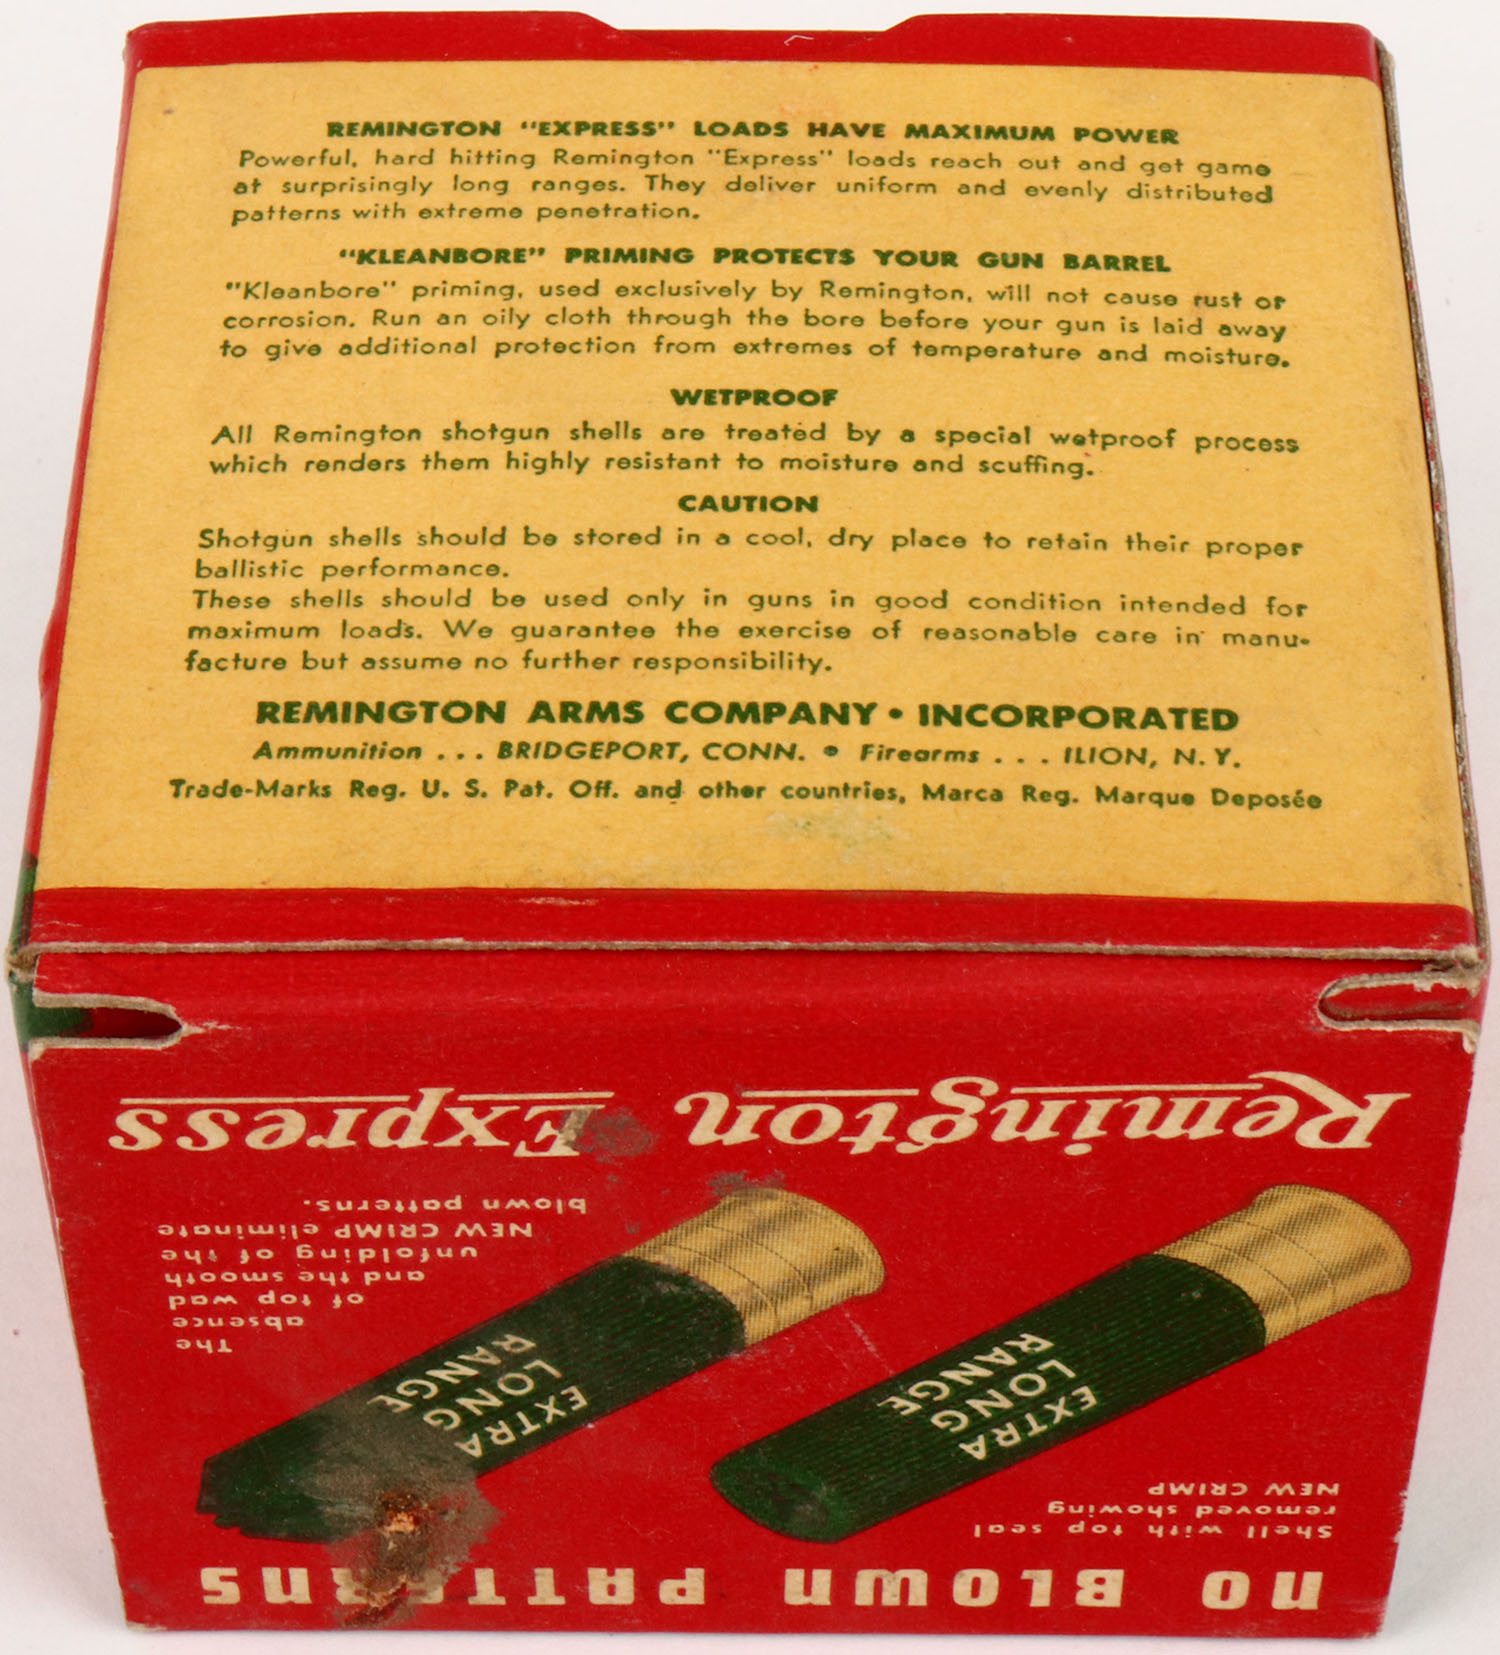 REMINGTON "EXPRESS" LOADS HAVE MAXIMUM POWER
Powerful, hard hitting Remington "Express" loads reach out and get game
at surprisingly long ranges. They deliver uniform and evenly distributed
patterns with extreme penetration.
"KLEANBORE" PRIMING PROTECTS YOUR GUN BARREL
"Kleanbore" priming, used exclusively by Remington, will not cause rust or
corrosion. Run an oily cloth through the bore before your gun is laid away
to give additional protection from extremes of temperature and moisture.
WETPROOF
All Remington shotgun shells are treated by a special wetproof process
which renders them highly resistant to moisture and scuffing.
CAUTION
Shotgun shells should be stored in a cool, dry place to retain their proper
ballistic performance.
These shells should be used only in guns in good condition intended for
maximum loads. We guarantee the exercise of reasonable care in manu-
facture but assume no further responsibility.
REMINGTON ARMS COMPANY • INCORPORATED
Ammunition ... BRIDGEPORT, CONN. • Firearms ... ILION, N. Y.
Trade-Marks Reg. U. S. Pat. Off. and other countries, Marca Reg. Marque Deposée
NO BLOWN PATTERNS
Shell with top seal
removed showing
NEW CRIMP
EXTRA
LONG
RANGE
EXTRA
LONG
RANGE
The
absence
of top wad
and the smooth
unfolding of the
NEW CRIMP eliminate
blown patterns.
Remington Express